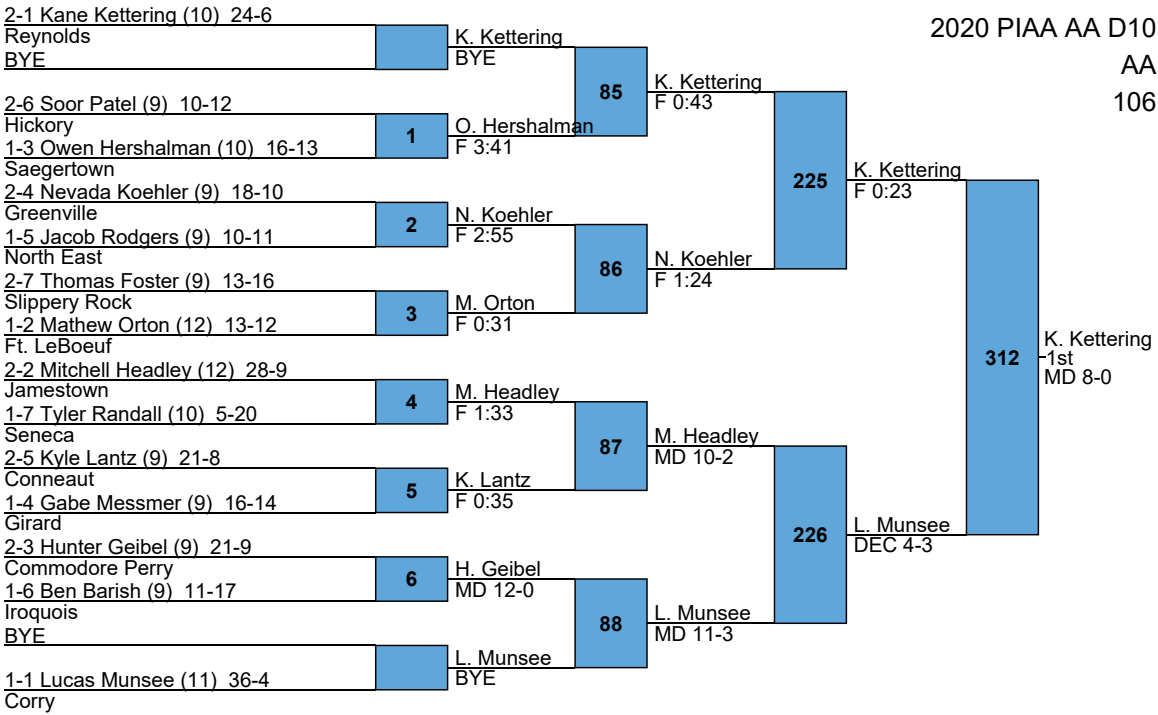 2020 PIAA AA D10
AA
106
2-1 Kane Kettering (10) 24-6
Reynolds
BYE
2-6 Soor Patel (9) 10-12
Hickory
1-3 Owen Hershalman (10) 16-13
Saegertown
2-4 Nevada Koehler (9) 18-10
Greenville
1-5 Jacob Rodgers (9) 10-11
North East
2-7 Thomas Foster (9) 13-16
Slippery Rock
1-2 Mathew Orton (12) 13-12
Ft. LeBoeuf
2-2 Mitchell Headley (12) 28-9
Jamestown
1-7 Tyler Randall (10) 5-20
Seneca
2-5 Kyle Lantz (9) 21-8
Conneaut
1-4 Gabe Messmer (9) 16-14
Girard
2-3 Hunter Geibel (9) 21-9
Commodore Perry
1-6 Ben Barish (9) 11-17
Iroquois
BYE
1-1 Lucas Munsee (11) 36-4
Corry
1
2
3
4
5
6
K. Kettering
BYE
O. Hershalman
F 3:41
N. Koehler
F 2:55
M. Orton
F 0:31
M. Headley
F 1:33
K. Lantz
F 0:35
H. Geibel
MD 12-0
L. Munsee
BYE
85
86
87
88
K. Kettering
F 0:43
N. Koehler
F 1:24
M. Headley
MD 10-2
L. Munsee
MD 11-3
225
226
K. Kettering
F 0:23
L. Munsee
DEC 4-3
312
K. Kettering
1st
MD 8-0